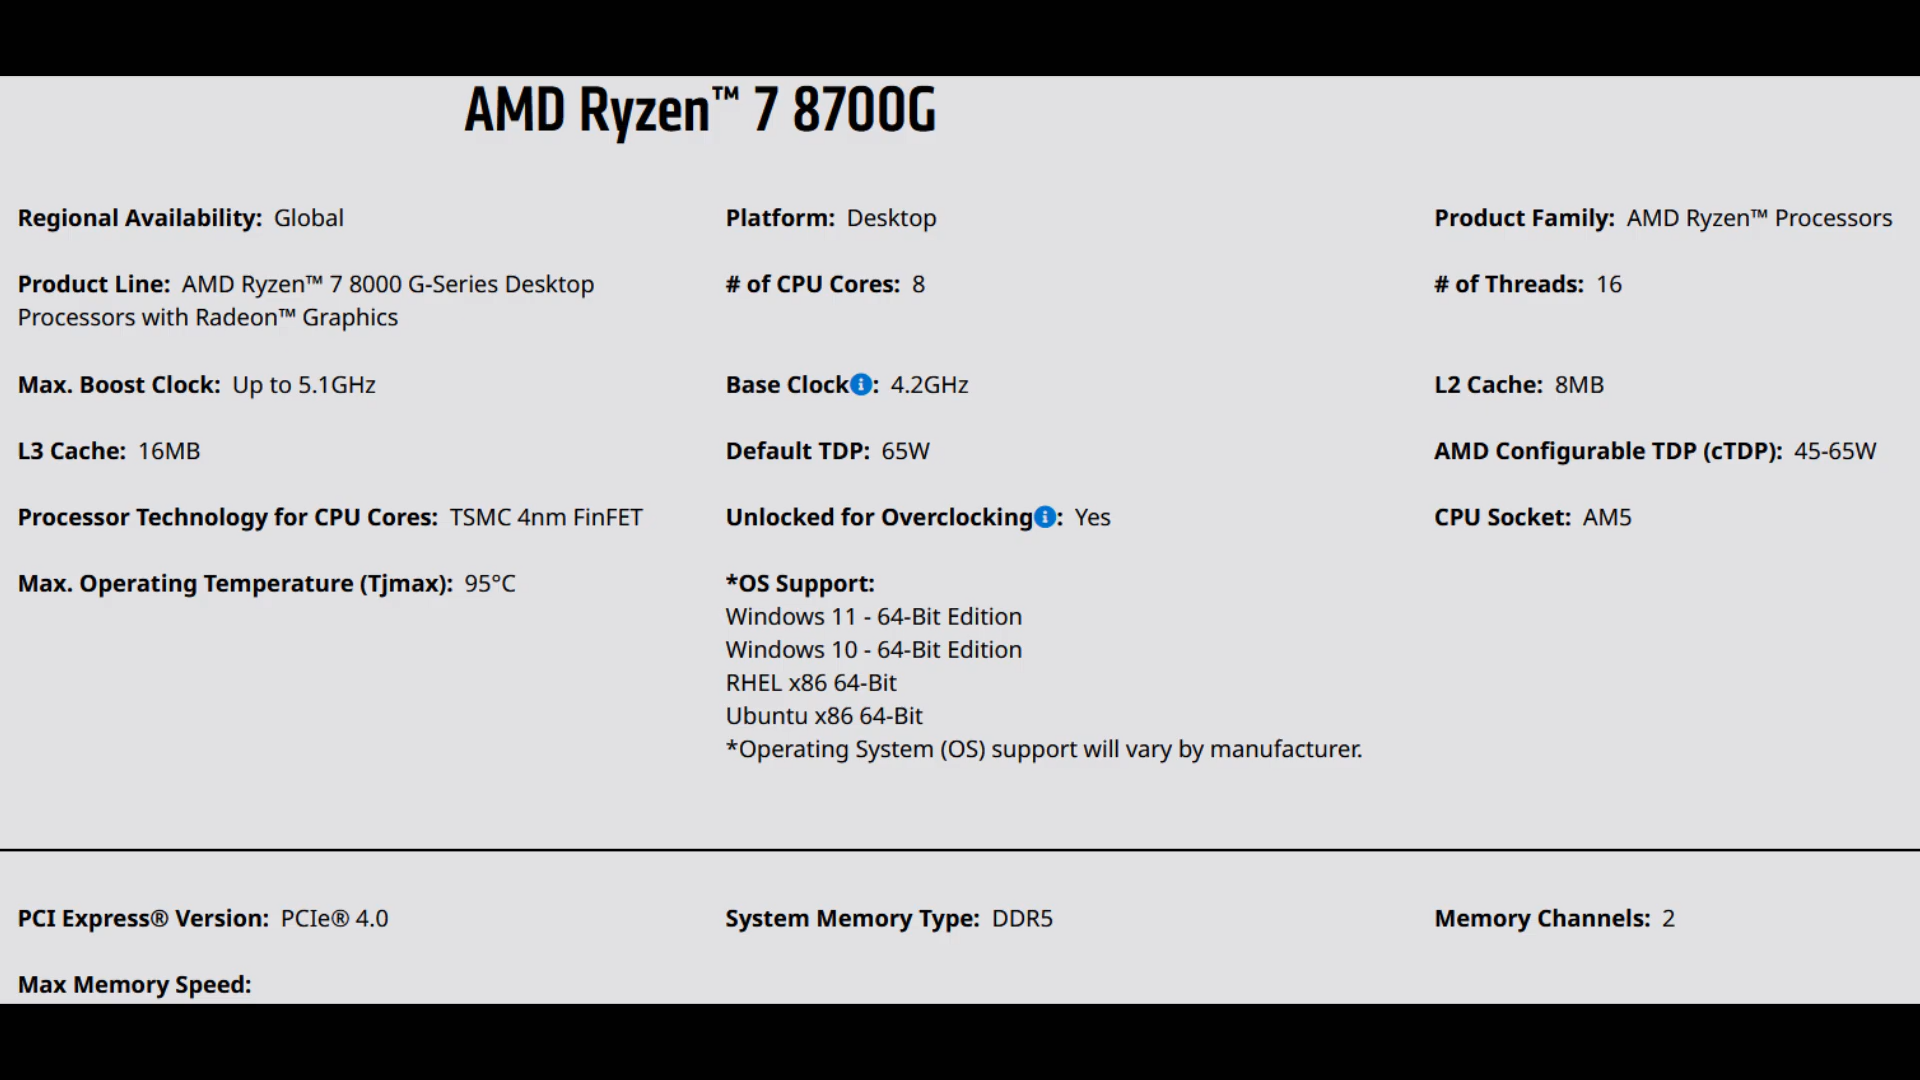 AMD Ryzen™ 7 8700G
Regional Availability: Global
Platform: Desktop
Product Family: AMD Ryzen™ Processors
Product Line: AMD Ryzen™ 7 8000 G-Series Desktop
Processors with Radeon™ Graphics
# of CPU Cores: 8
# of Threads: 16
Max. Boost Clock: Up to 5.1GHz
Base Clock: 4.2GHz
L2 Cache: 8MB
L3 Cache: 16MB
Default TDP: 65W
AMD Configurable TDP (cTDP): 45-65W
Processor Technology for CPU Cores: TSMC 4nm FinFET
Unlocked for Overclocking: Yes
CPU Socket: AM5
Max. Operating Temperature (Tjmax): 95°C
*OS Support:
Windows 11 - 64-Bit Edition
Windows 10 - 64-Bit Edition
RHEL x86 64-Bit
Ubuntu x86 64-Bit
*Operating System (OS) support will vary by manufacturer.
PCI Express® Version: PCIe® 4.0
System Memory Type: DDR5
Memory Channels: 2
Max Memory Speed: